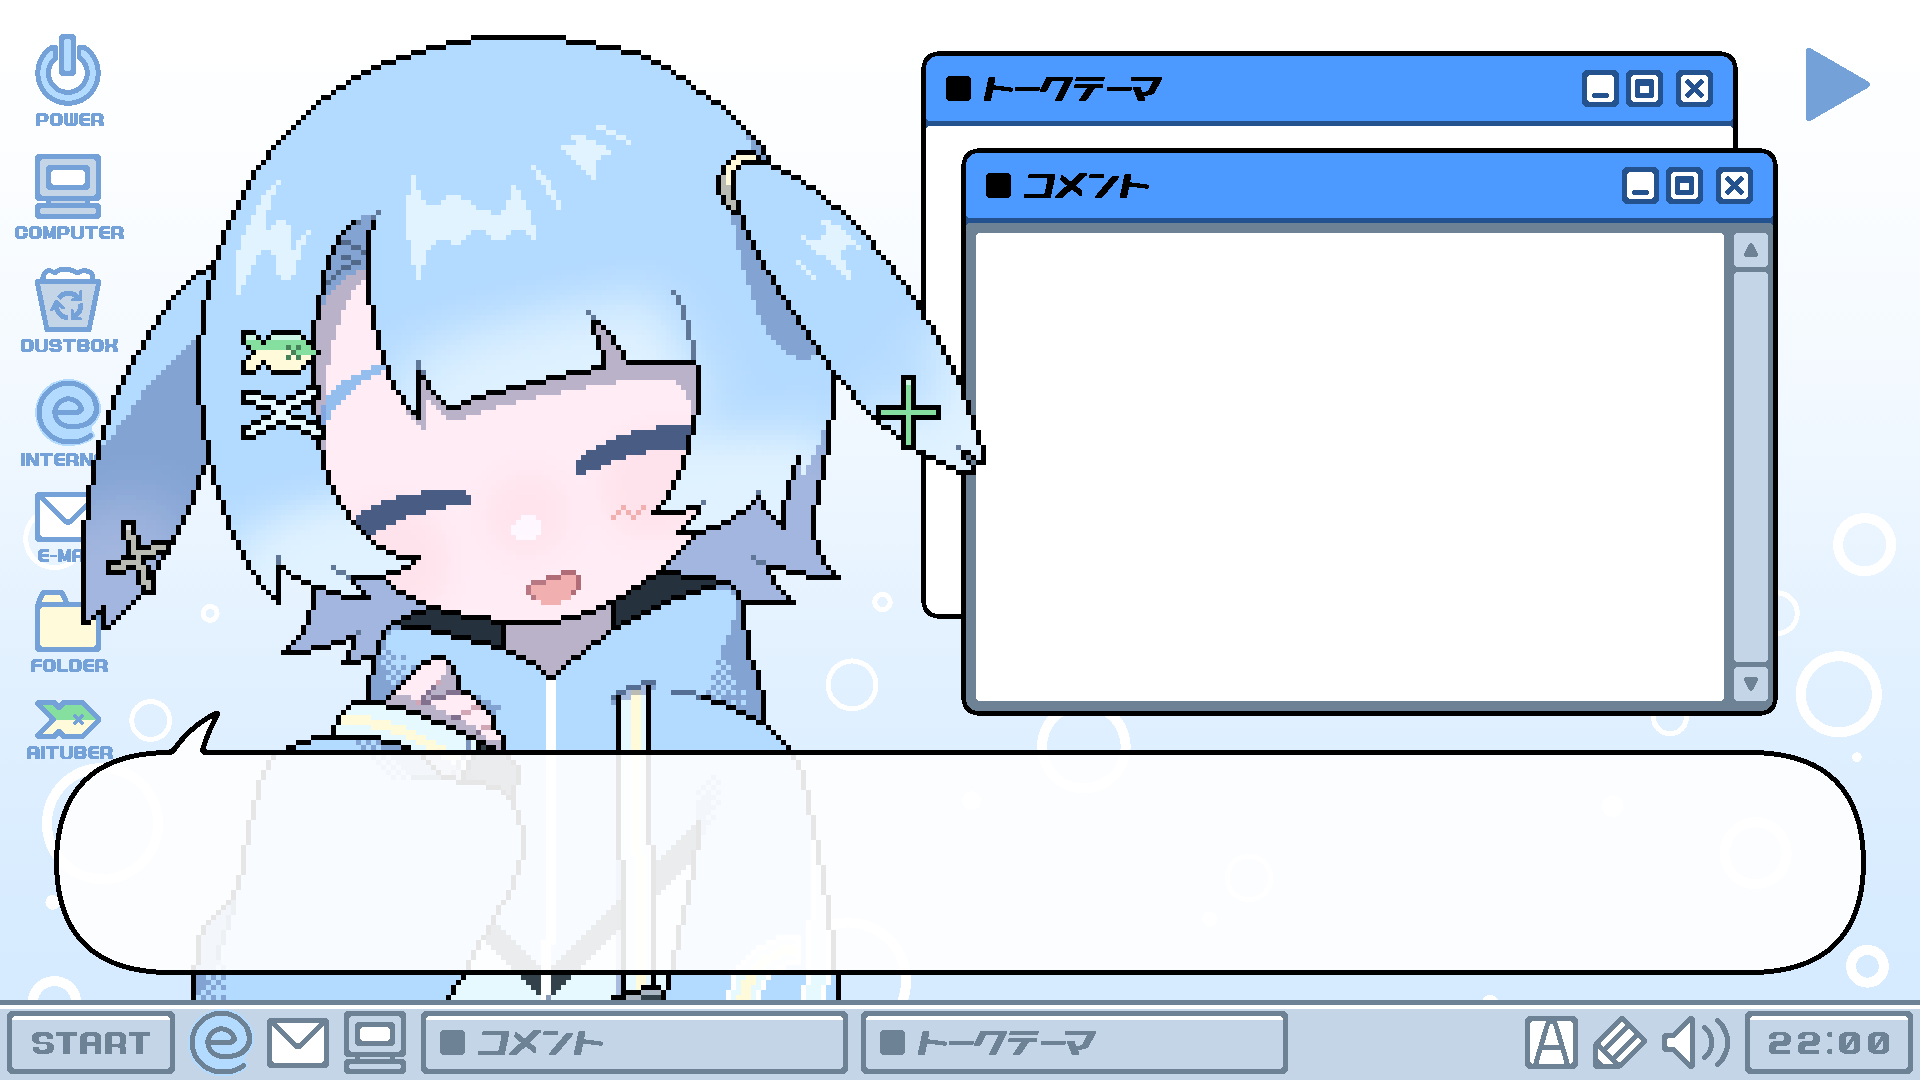 POWER
COMPUTER
DUSTBOX
INTERN
E-MA
FOLDER
AITUBER
トークテーマ
コメント
START
コメント
トークテーマ
A
22:00